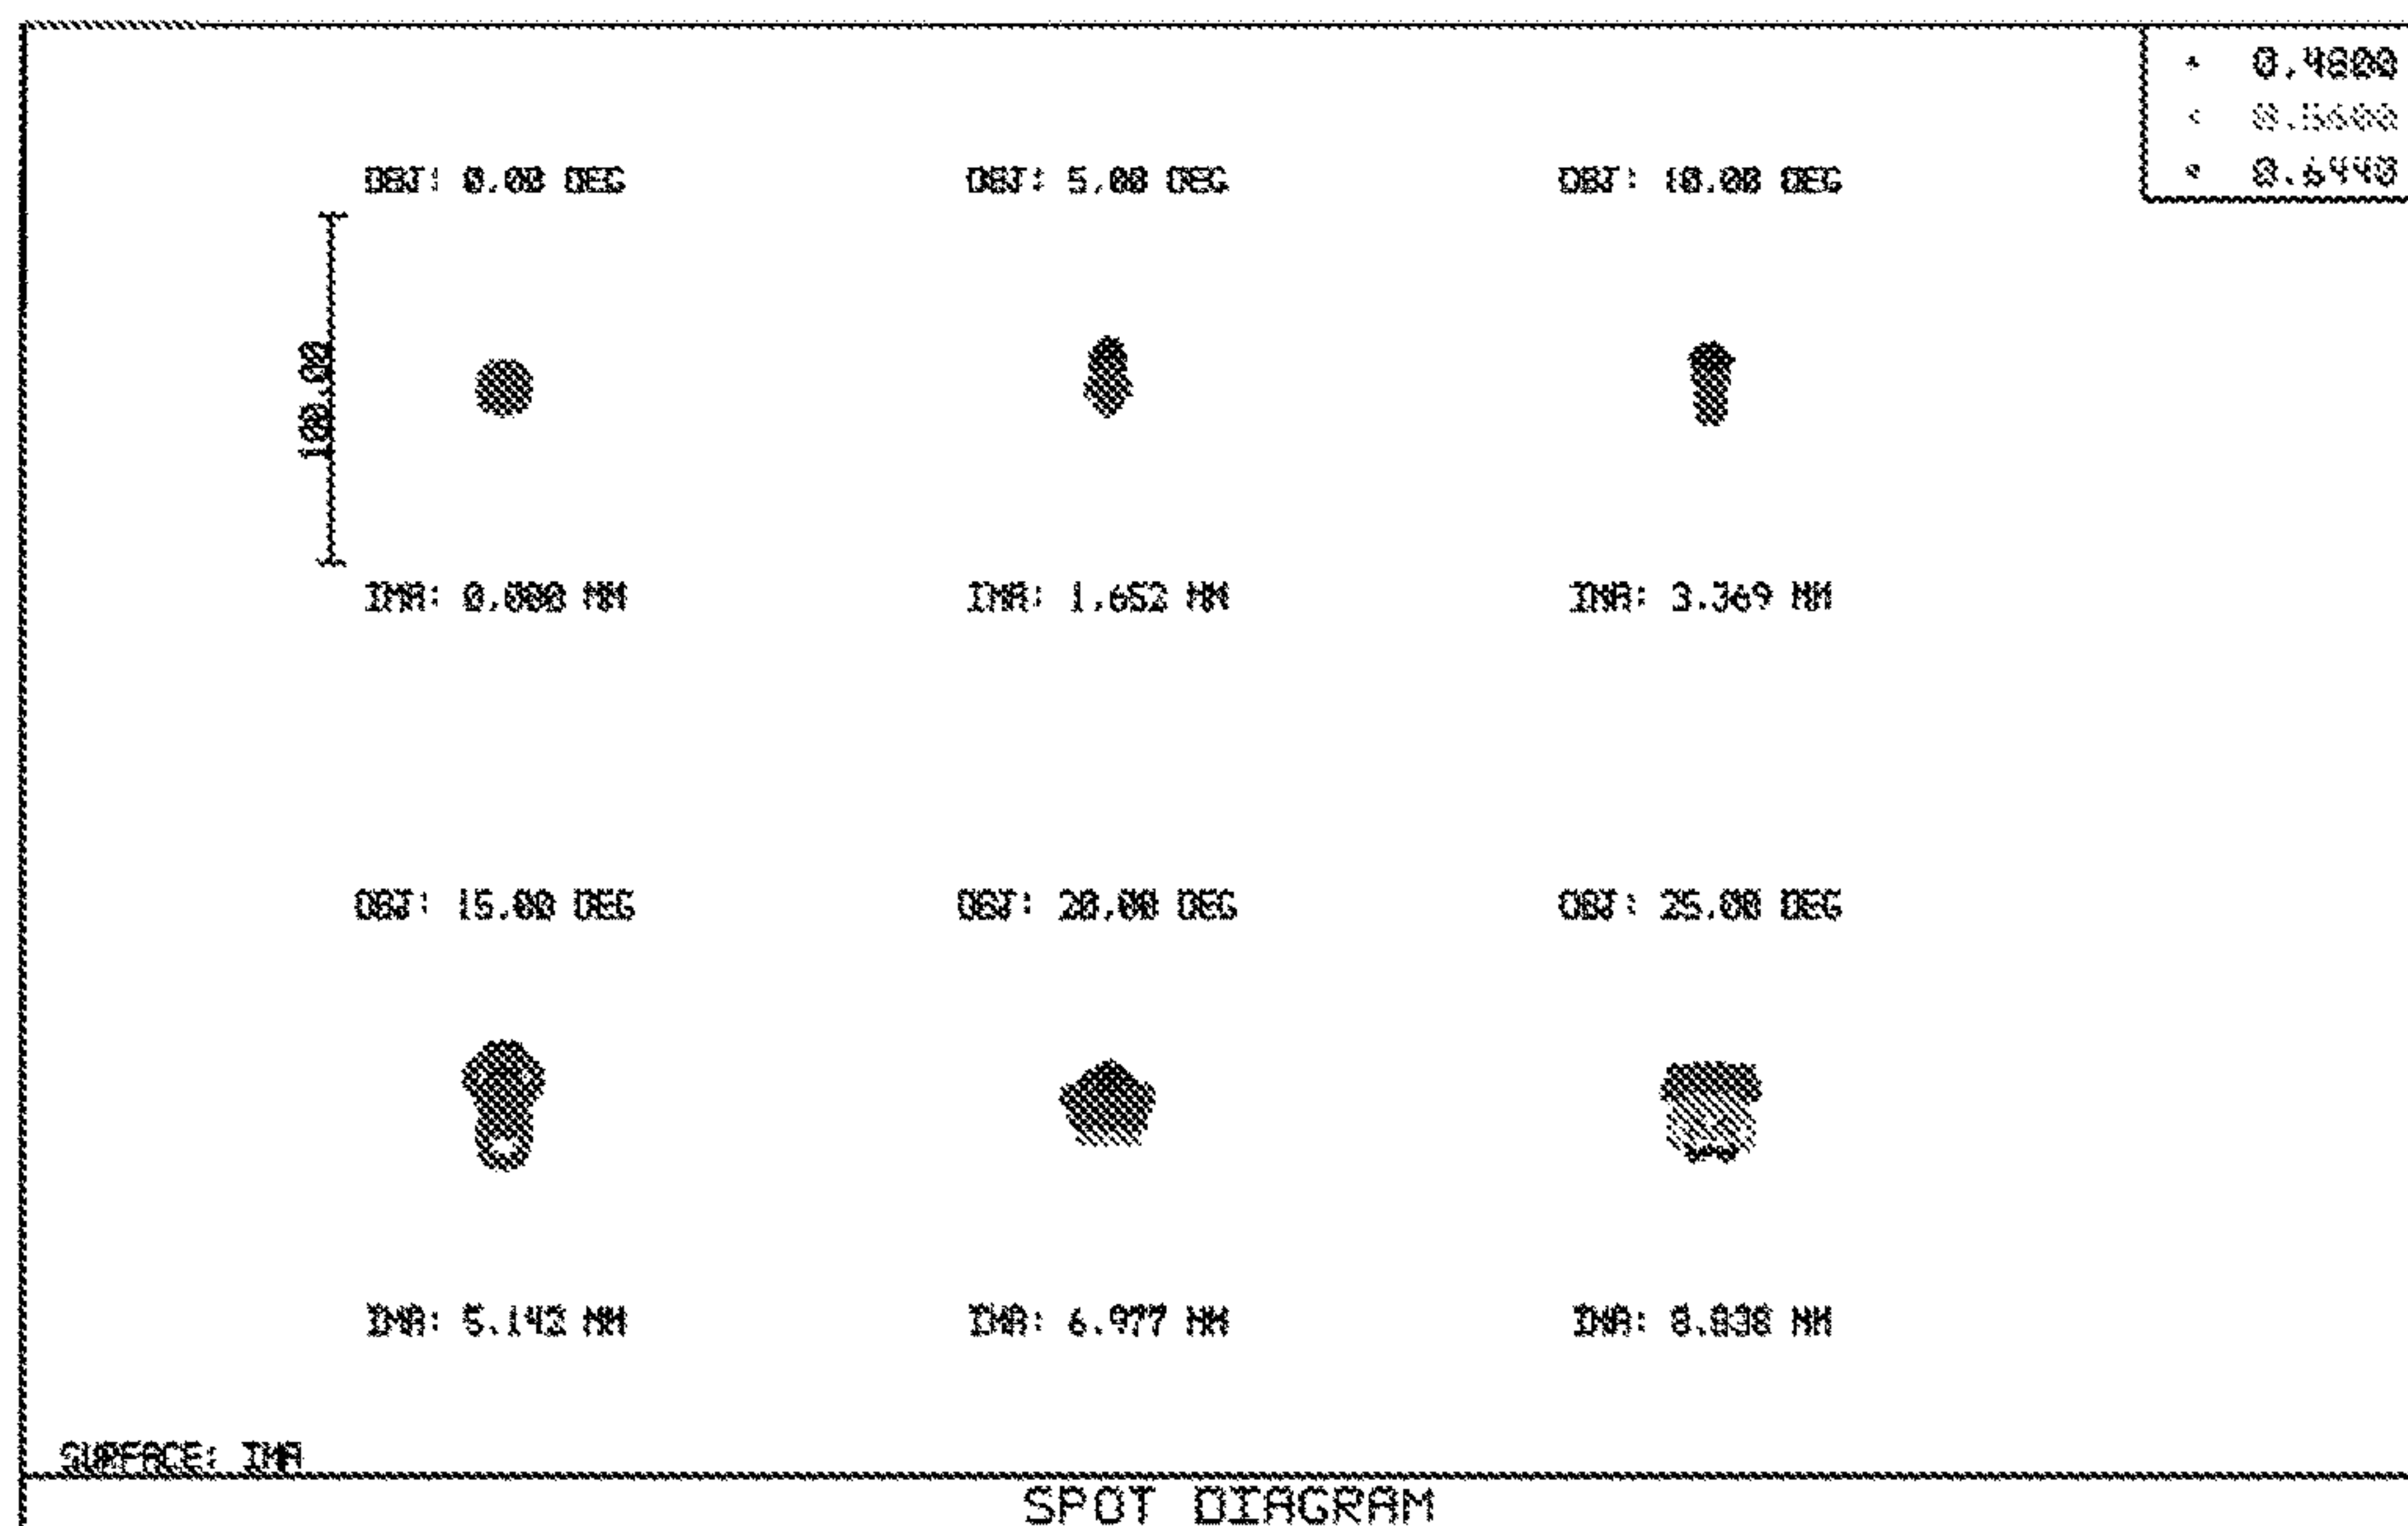 0.4800
0.5600
0.6440
OBJ: 0.00 DEG
OBJ: 5.00 DEG
OBJ: 10.00 DEG
100.00
IMA: 0.000 MM
IMA: 1.652 MM
IMA: 3.369 MM
OBJ: 15.00 DEG
OBJ: 20.00 DEG
OBJ: 25.00 DEG
IMA: 5.142 MM
IMA: 6.977 MM
IMA: 8.838 MM
SURFACE: IMA
SPOT DIAGRAM